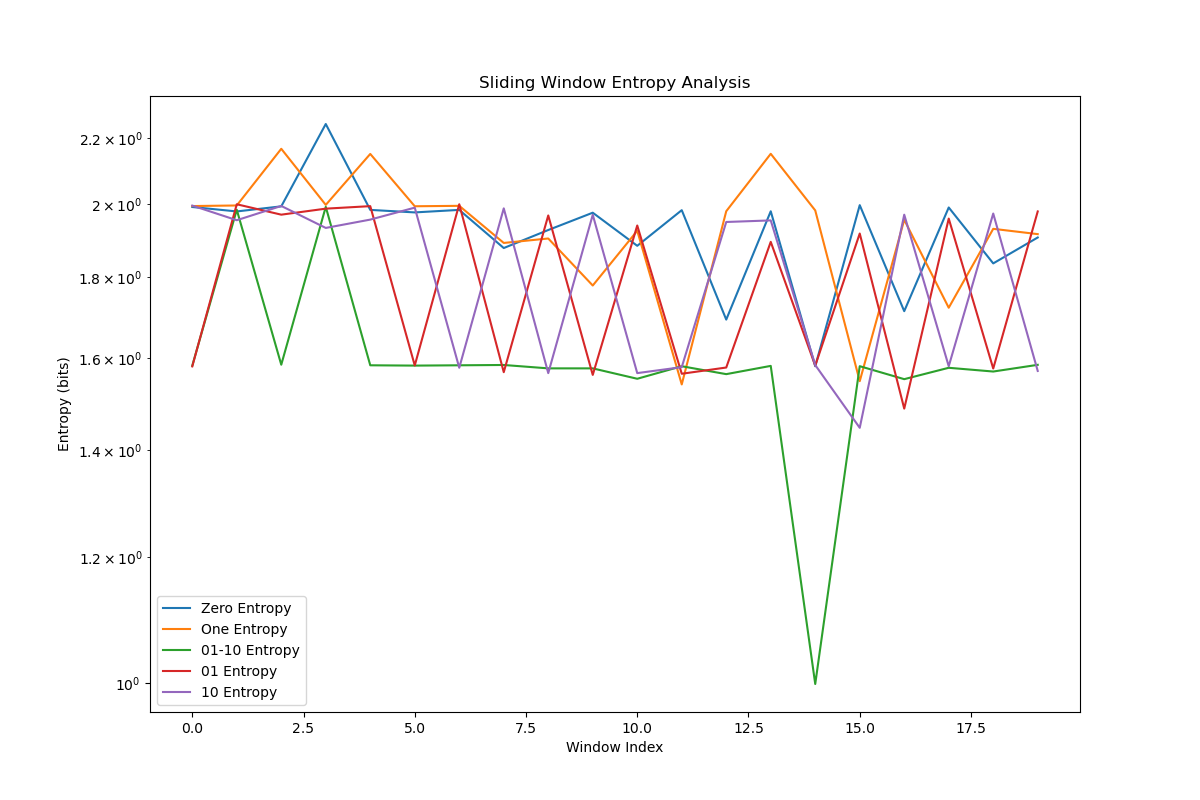 Sliding Window Entropy Analysis
2.2 × 10⁰
2 × 10⁰
1.8 × 10⁰
1.6 × 10⁰
1.4 × 10⁰
1.2 × 10⁰
10⁰
Entropy (bits)
Zero Entropy
One Entropy
01-10 Entropy
01 Entropy
10 Entropy
0.0 2.5 5.0 7.5 10.0 12.5 15.0 17.5
Window Index